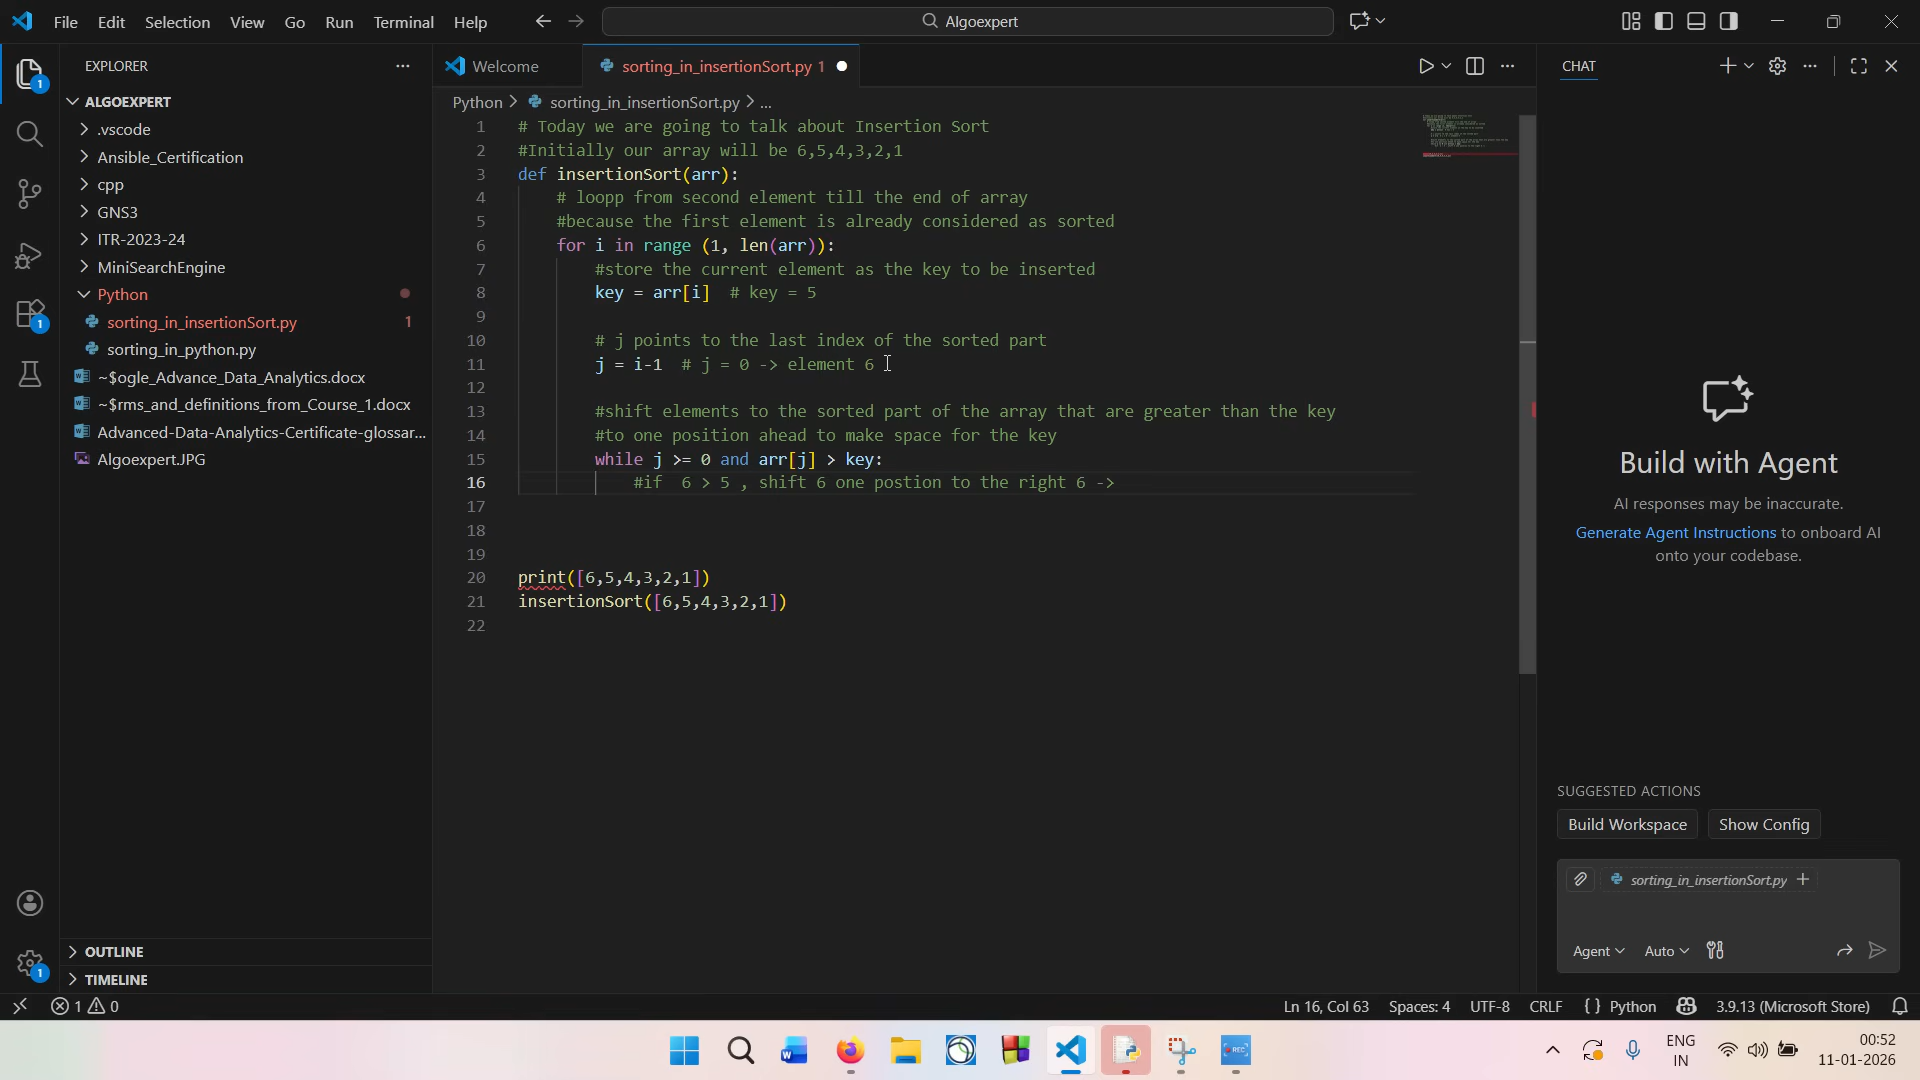 File Edit Selection View Go Run Terminal Help
Algoexpert
EXPLORER
Welcome
sorting_in_insertionSort.py 1
CHAT
ALGOEXPERT
.vscode
Ansible_Certification
cpp
GNS3
ITR-2023-24
MiniSearchEngine
Python
sorting_in_insertionSort.py 1
sorting_in_python.py
~$ogle_Advance_Data_Analytics.docx
~$rms_and_definitions_from_Course_1.docx
Advanced-Data-Analytics-Certificate-glossar...
Algoexpert.JPG
OUTLINE
TIMELINE
Python > sorting_in_insertionSort.py > ...
1 # Today we are going to talk about Insertion Sort
2 #Initially our array will be 6,5,4,3,2,1
3 def insertionSort(arr):
4 # loopp from second element till the end of array
5 #because the first element is already considered as sorted
6 for i in range (1, len(arr)):
7 #store the current element as the key to be inserted
8 key = arr[i] # key = 5
9
10 # j points to the last index of the sorted part
11 j = i-1 # j = 0 -> element 6
12
13 #shift elements to the sorted part of the array that are greater than the key
14 #to one position ahead to make space for the key
15 while j >= 0 and arr[j] > key:
16 #if 6 > 5 , shift 6 one postion to the right 6 ->
17
18
19
20 print([6,5,4,3,2,1])
21 insertionSort([6,5,4,3,2,1])
22
Build with Agent
AI responses may be inaccurate.
Generate Agent Instructions to onboard AI
onto your codebase.
SUGGESTED ACTIONS
Build Workspace
Show Config
sorting_in_insertionSort.py
Agent
Auto
1
1
1
1 0
Ln 16, Col 63
Spaces: 4
UTF-8
CRLF
{ } Python
3.9.13 (Microsoft Store)
REC
ENG
IN
00:52
11-01-2026